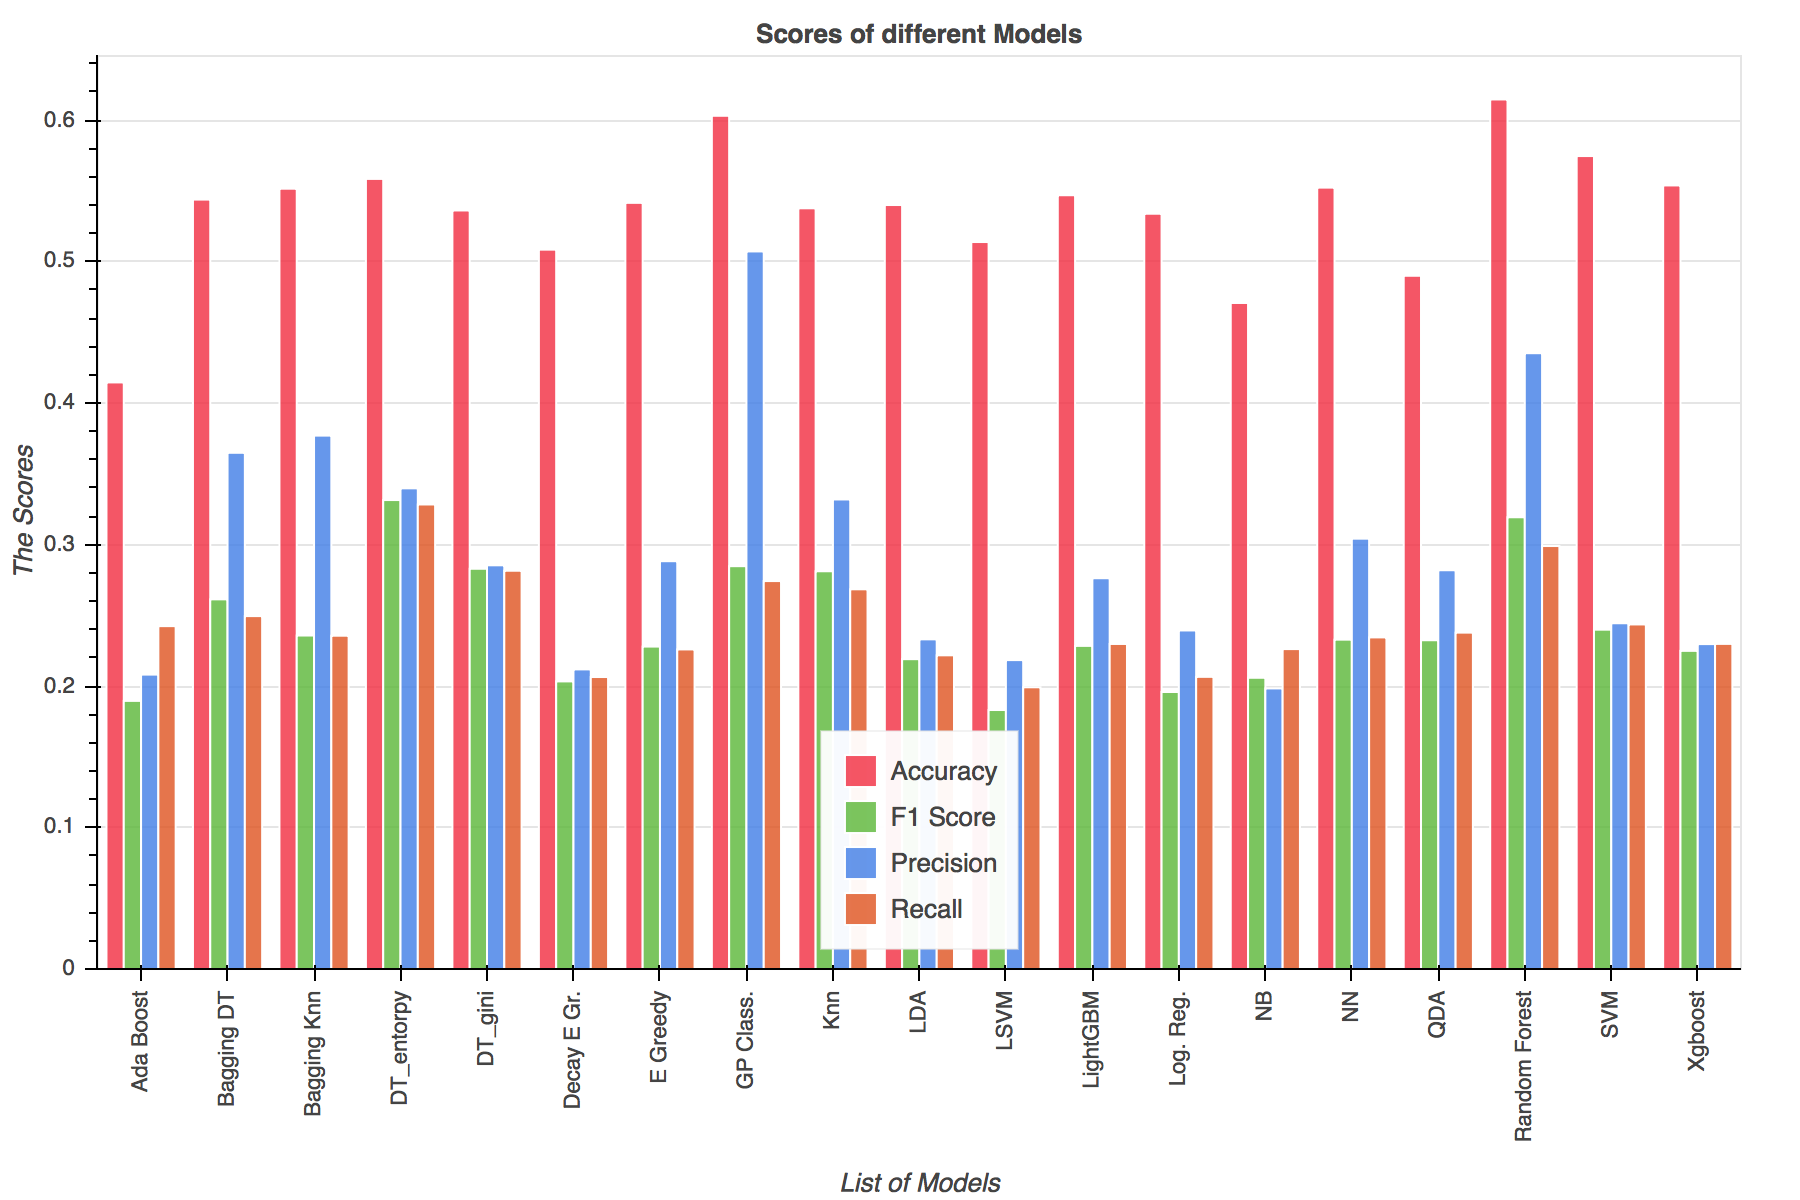 Scores of different Models
The Scores
0.6
0.5
0.4
0.3
0.2
0.1
0
Accuracy
F1 Score
Precision
Recall
Ada Boost
Bagging DT
Bagging Knn
DT_entorpy
DT_gini
Decay E Gr.
E Greedy
GP Class.
Knn
LDA
LSVM
LightGBM
Log. Reg.
NB
NN
QDA
Random Forest
SVM
Xgboost
List of Models